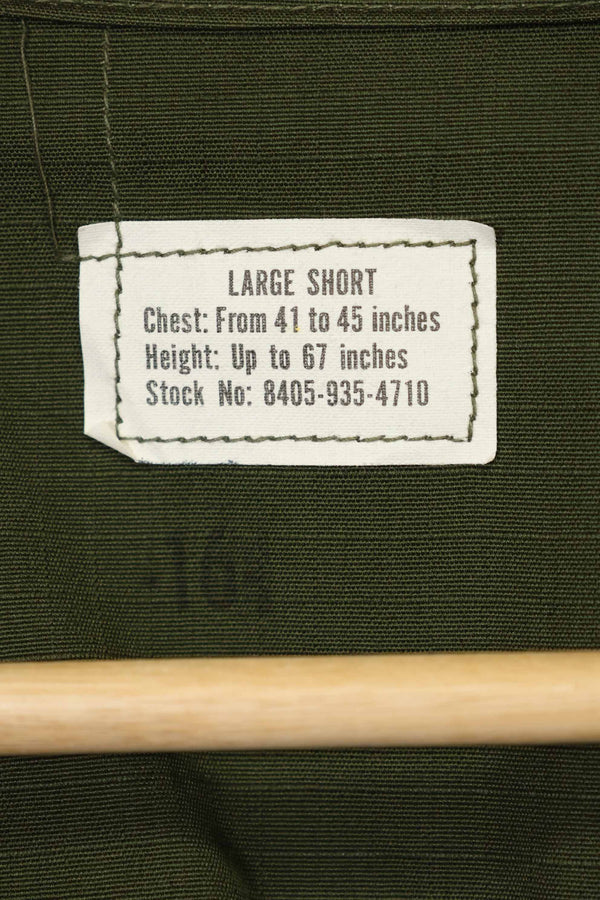 LARGE SHORT
Chest: From 41 to 45 inches
Height: Up to 67 inches
Stock No: 8405-935-4710